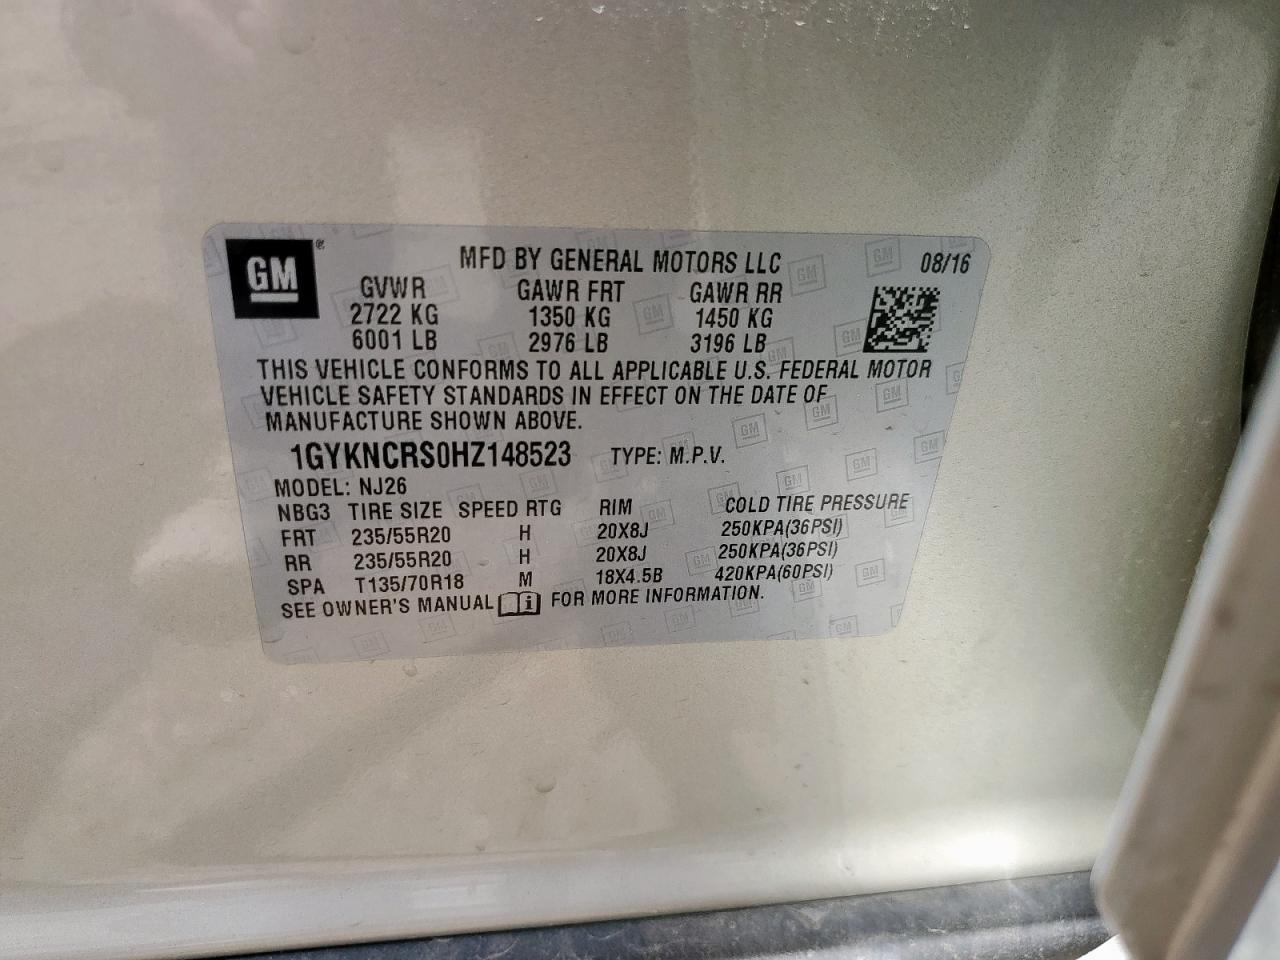 GM ®
MFD BY GENERAL MOTORS LLC 08/16
GVWR GAWR FRT GAWR RR
2722 KG 1350 KG 1450 KG
6001 LB 2976 LB 3196 LB
THIS VEHICLE CONFORMS TO ALL APPLICABLE U.S. FEDERAL MOTOR
VEHICLE SAFETY STANDARDS IN EFFECT ON THE DATE OF
MANUFACTURE SHOWN ABOVE.
1GYKNCRS0HZ148523 TYPE: M.P.V.
MODEL: NJ26
NBG3 TIRE SIZE SPEED RTG RIM COLD TIRE PRESSURE
FRT 235/55R20 H 20X8J 250KPA(36PSI)
RR 235/55R20 H 20X8J 250KPA(36PSI)
SPA T135/70R18 M 18X4.5B 420KPA(60PSI)
SEE OWNER'S MANUAL i FOR MORE INFORMATION.